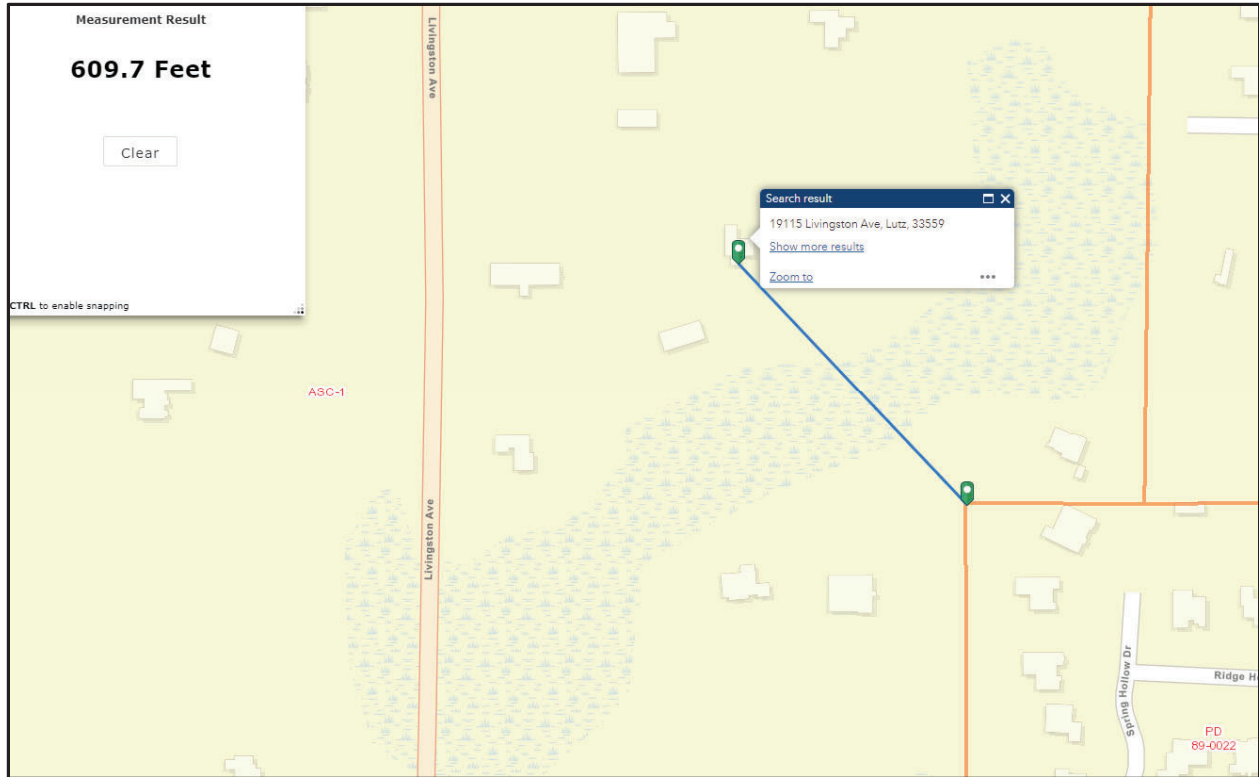 Measurement Result
609.7 Feet
Clear
CTRL to enable snapping
Livingston Ave
Search result
19115 Livingston Ave, Lutz, 33559
Show more results
Zoom to
•••
ASC-1
Livingston Ave
Spring Hollow Dr
Ridge H
PD
89-0022